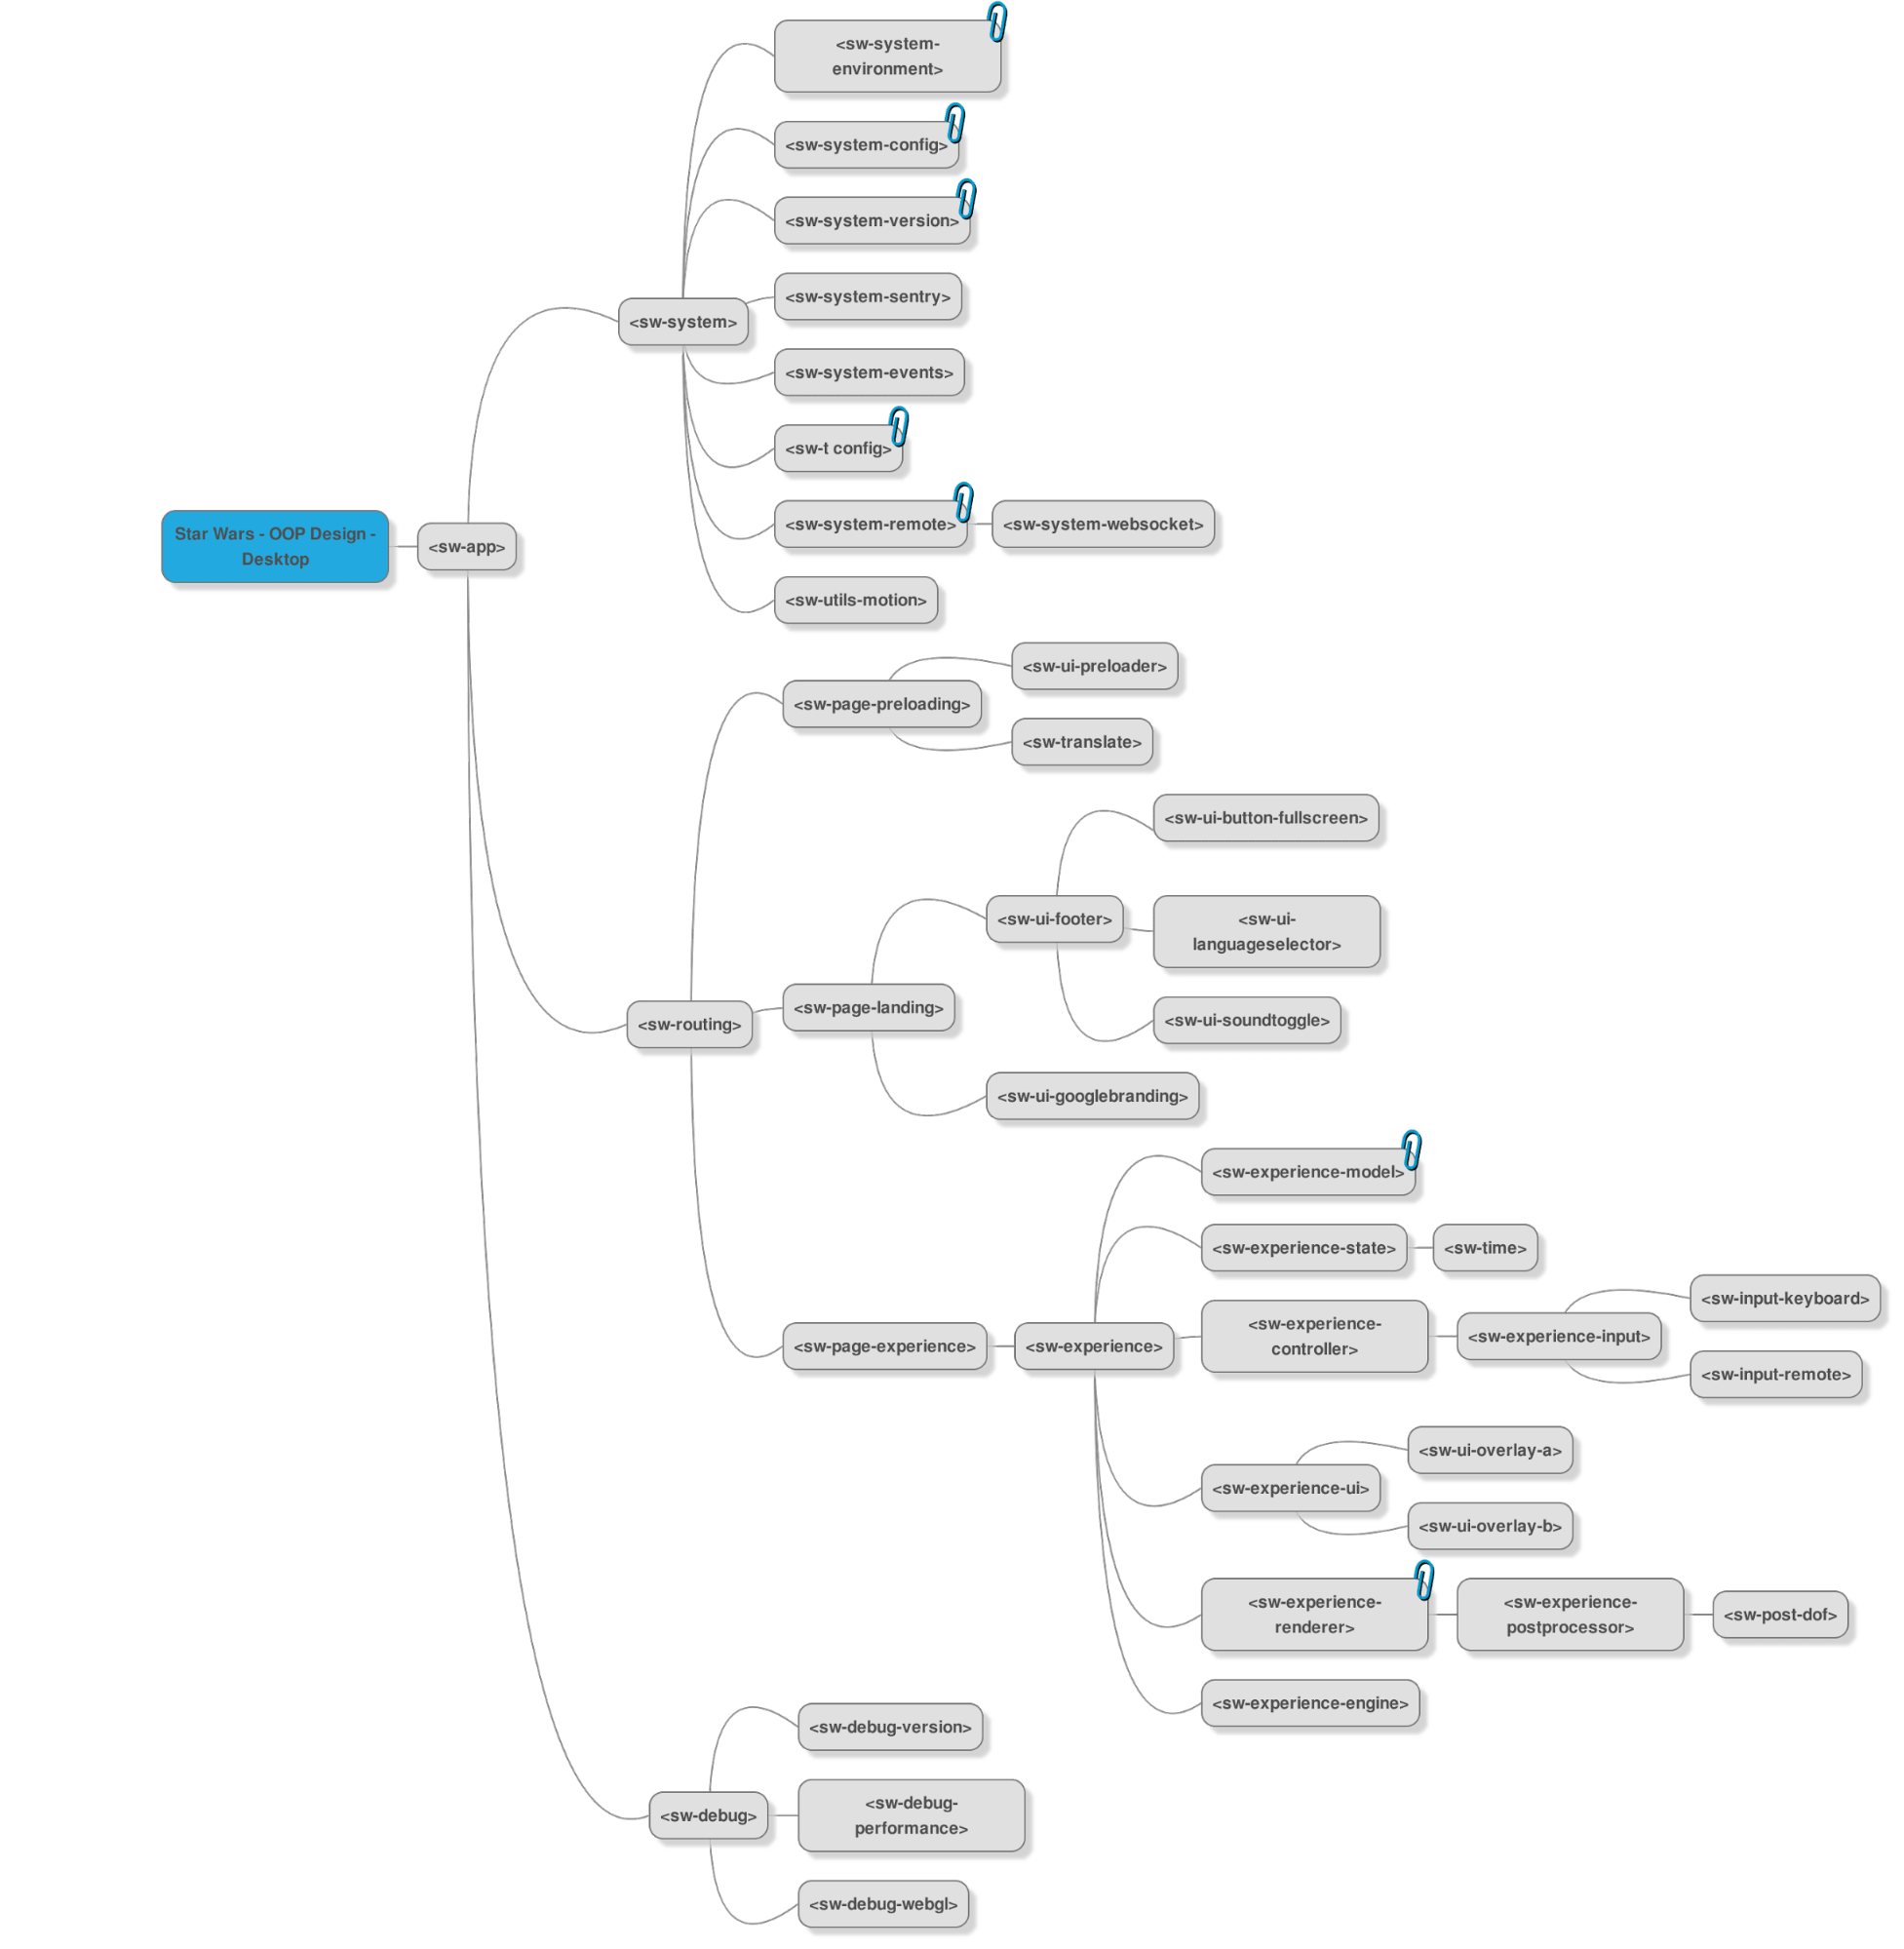 <sw-system-
environment>
<sw-system-config>
<sw-system-version>
<sw-system-sentry>
<sw-system>
<sw-system-events>
<sw-t config>
<sw-system-remote>
<sw-system-websocket>
Star Wars - OOP Design -
Desktop
<sw-app>
<sw-utils-motion>
<sw-ui-preloader>
<sw-page-preloading>
<sw-translate>
<sw-ui-button-fullscreen>
<sw-ui-footer>
<sw-ui-
languageselector>
<sw-page-landing>
<sw-routing>
<sw-ui-soundtoggle>
<sw-ui-googlebranding>
<sw-experience-model>
<sw-experience-state>
<sw-time>
<sw-page-experience>
<sw-experience>
<sw-experience-
controller>
<sw-experience-input>
<sw-input-keyboard>
<sw-input-remote>
<sw-experience-ui>
<sw-ui-overlay-a>
<sw-ui-overlay-b>
<sw-experience-
renderer>
<sw-experience-
postprocessor>
<sw-post-dof>
<sw-experience-engine>
<sw-debug-version>
<sw-debug>
<sw-debug-
performance>
<sw-debug-webgl>